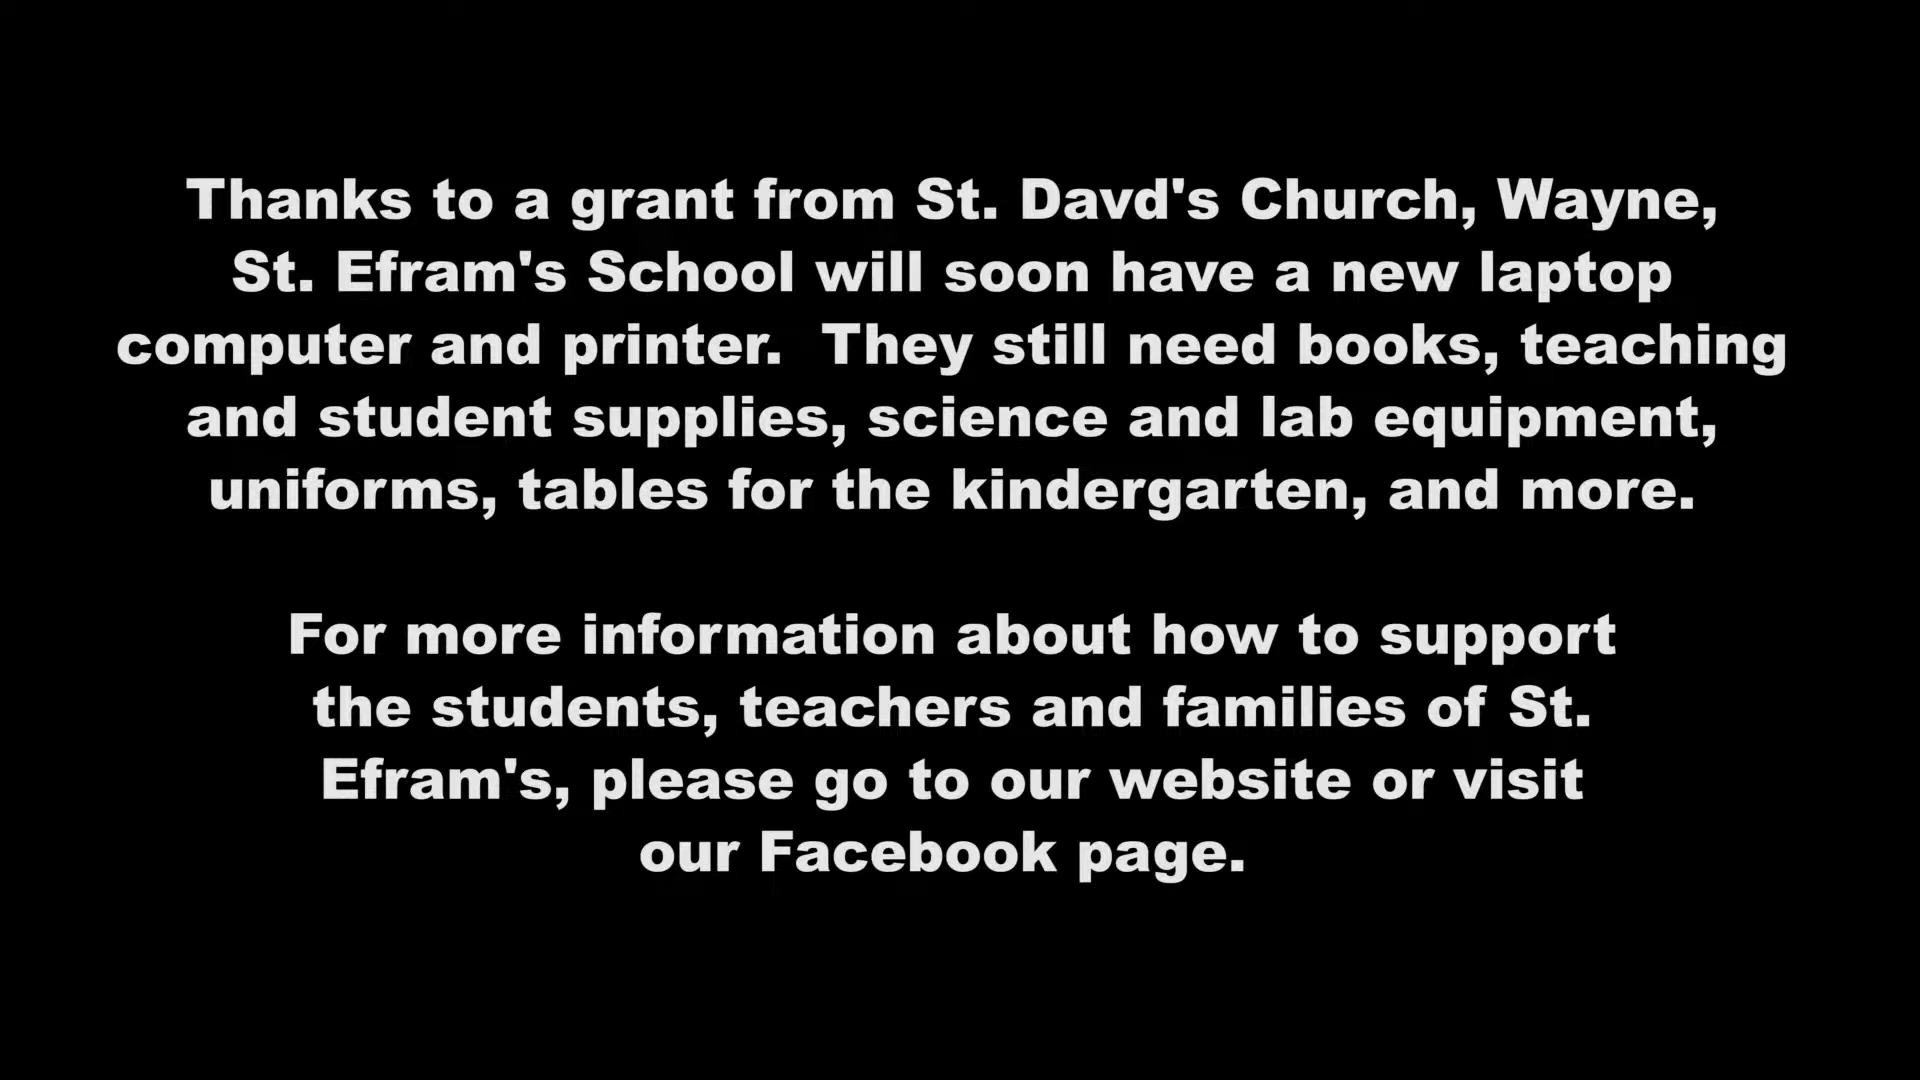 Thanks to a grant from St. Davd's Church, Wayne,
St. Efram's School will soon have a new laptop
computer and printer.  They still need books, teaching
and student supplies, science and lab equipment,
uniforms, tables for the kindergarten, and more.
For more information about how to support
the students, teachers and families of St.
Efram's, please go to our website or visit
our Facebook page.